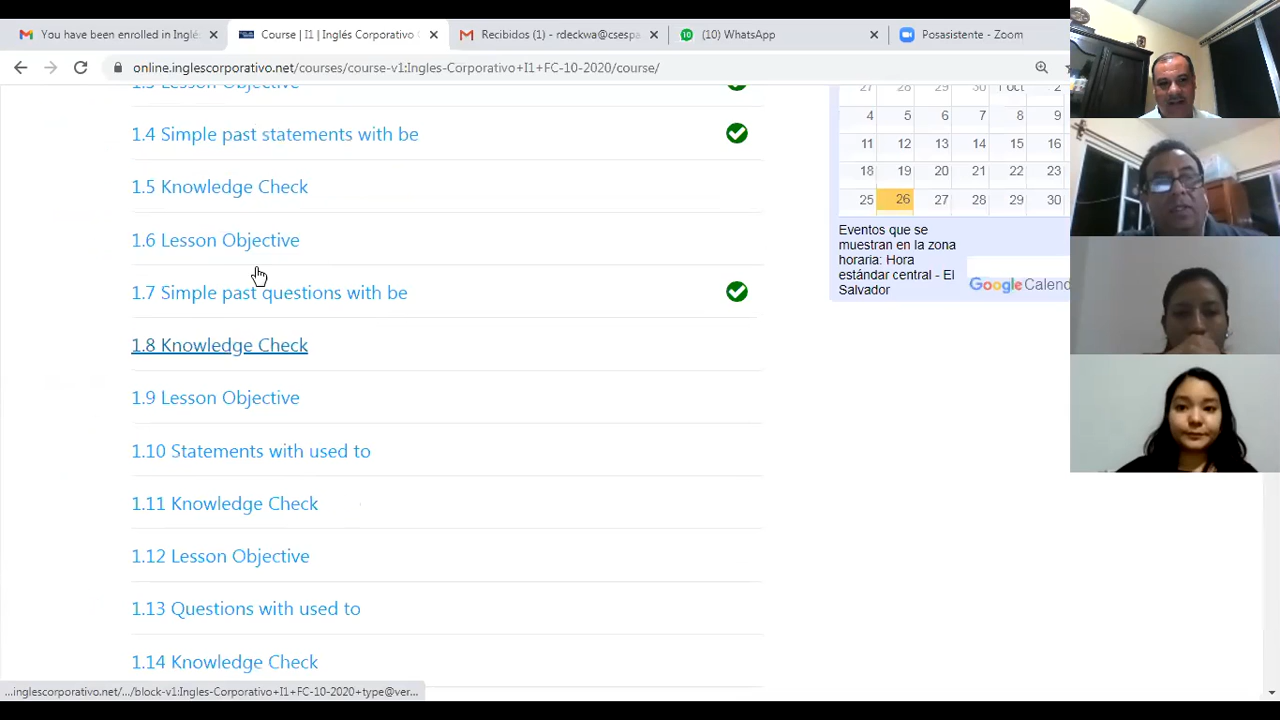 You have been enrolled in Inglé
Course | I1 | Inglés Corporativo
Recibidos (1) - rdeckwa@csespa
(10) WhatsApp
Posasistente - Zoom
online.inglescorporativo.net/courses/course-v1:Ingles-Corporativo+I1+FC-10-2020/course/
1.3 Lesson Objective
1.4 Simple past statements with be
1.5 Knowledge Check
1.6 Lesson Objective
1.7 Simple past questions with be
1.8 Knowledge Check
1.9 Lesson Objective
1.10 Statements with used to
1.11 Knowledge Check
1.12 Lesson Objective
1.13 Questions with used to
1.14 Knowledge Check
27 28 29 30 1 oct 2
4 5 6 7 8 9
11 12 13 14 15 16
18 19 20 21 22 23
25 26 27 28 29 30
Eventos que se
muestran en la zona
horaria: Hora
estándar central - El
Salvador
Google Calend
...inglescorporativo.net/.../block-v1:Ingles-Corporativo+I1+FC-10-2020+type@ver...